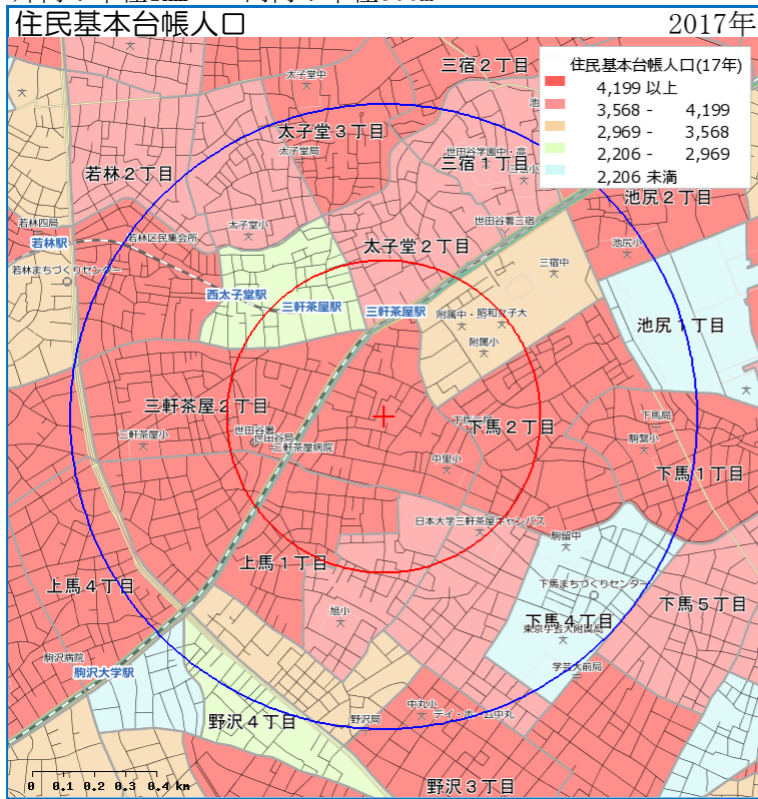 住民基本台帳人口
2017年
住民基本台帳人口(17年)
4,199 以上
3,568 - 4,199
2,969 - 3,568
2,206 - 2,969
2,206 未満
太子堂中
三宿2丁目
太子堂3丁目
太子堂局
世田谷学園中・高
三宿1丁目
若林2丁目
池尻2丁目
若林四局
太子堂小
世田谷署三宿
若林駅
若林区民集会所
太子堂2丁目
池尻小
若林まちづくりセンター
三宿中
西太子堂駅
三軒茶屋駅
三軒茶屋駅
附属中・昭和女子大
池尻1丁目
附属小
三軒茶屋2丁目
下馬局
三軒茶屋小
世田谷署
世田谷局
三軒茶屋病院
下馬2丁目
駒繋小
中里小
下馬1丁目
日本大学三軒茶屋キャンパス
駒留中
上馬1丁目
上馬4丁目
下馬まちづくりセンター
旭小
下馬4丁目
下馬5丁目
東京学芸大附属高
駒沢病院
学芸大前局
駒沢大学駅
中丸小
野沢4丁目
野沢局
デイ・ホーム中丸
野沢3丁目
0 0.1 0.2 0.3 0.4 km